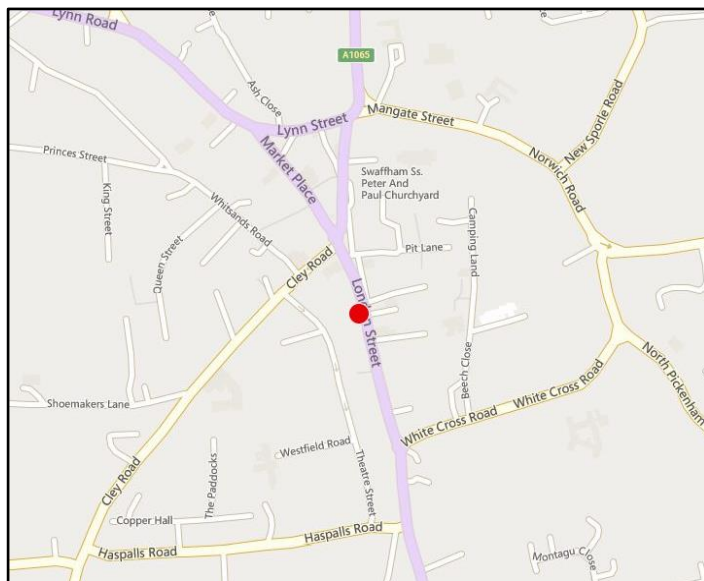 Lynn Road
A1065
Ash Close
Lynn Street
Mangate Street
New Sporle Road
Market Place
Norwich Road
Princes Street
Swaffham Ss.
Peter And
Paul Churchyard
King Street
Whitsands Road
Queen Street
Camping Land
Cley Road
Pit Lane
London Street
North Pickenham
Beech Close
White Cross Road
White Cross Road
Shoemakers Lane
Westfield Road
Theatre Street
The Paddocks
Cley Road
Copper Hall
Haspalls Road
Haspalls Road
Montagu Close